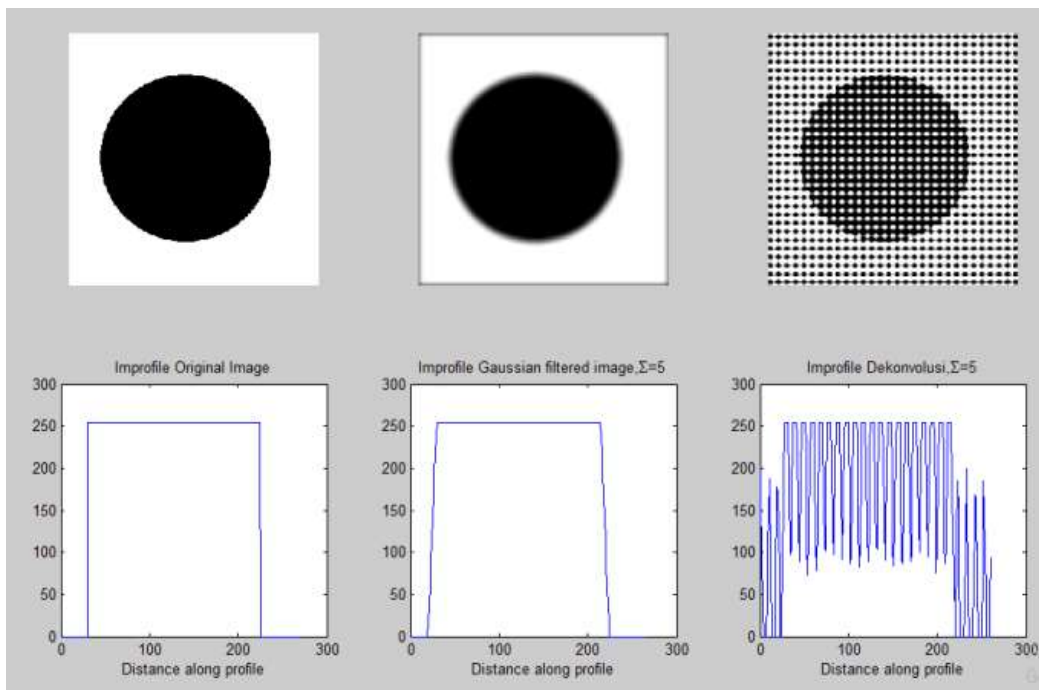 Improfile Original Image
300
250
200
150
100
50
0
0 100 200 300
Distance along profile
Improfile Gaussian filtered image,Σ=5
300
250
200
150
100
50
0
0 100 200 300
Distance along profile
Improfile Dekonvolusi,Σ=5
300
250
200
150
100
50
0
0 100 200 300
Distance along profile